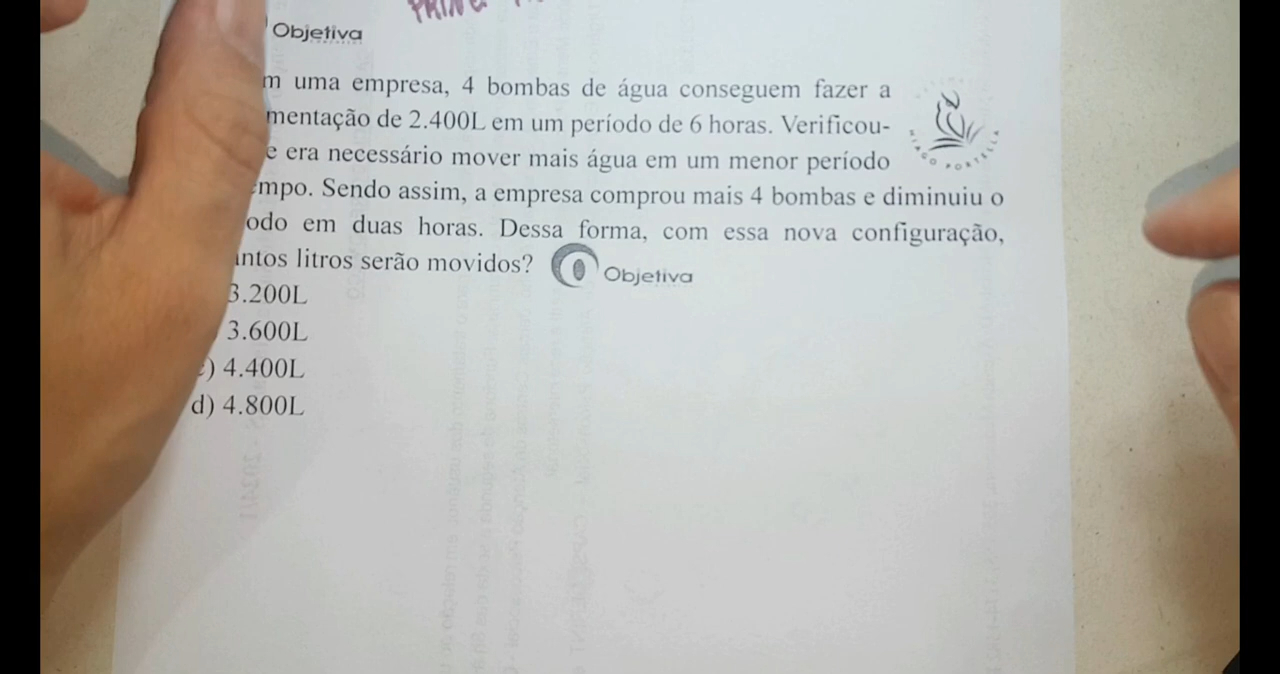 PRING
Objetiva
m uma empresa, 4 bombas de água conseguem fazer a
mentação de 2.400L em um período de 6 horas. Verificou-
e era necessário mover mais água em um menor período
mpo. Sendo assim, a empresa comprou mais 4 bombas e diminuiu o
odo em duas horas. Dessa forma, com essa nova configuração,
ntos litros serão movidos?
Objetiva
3.200L
3.600L
) 4.400L
d) 4.800L